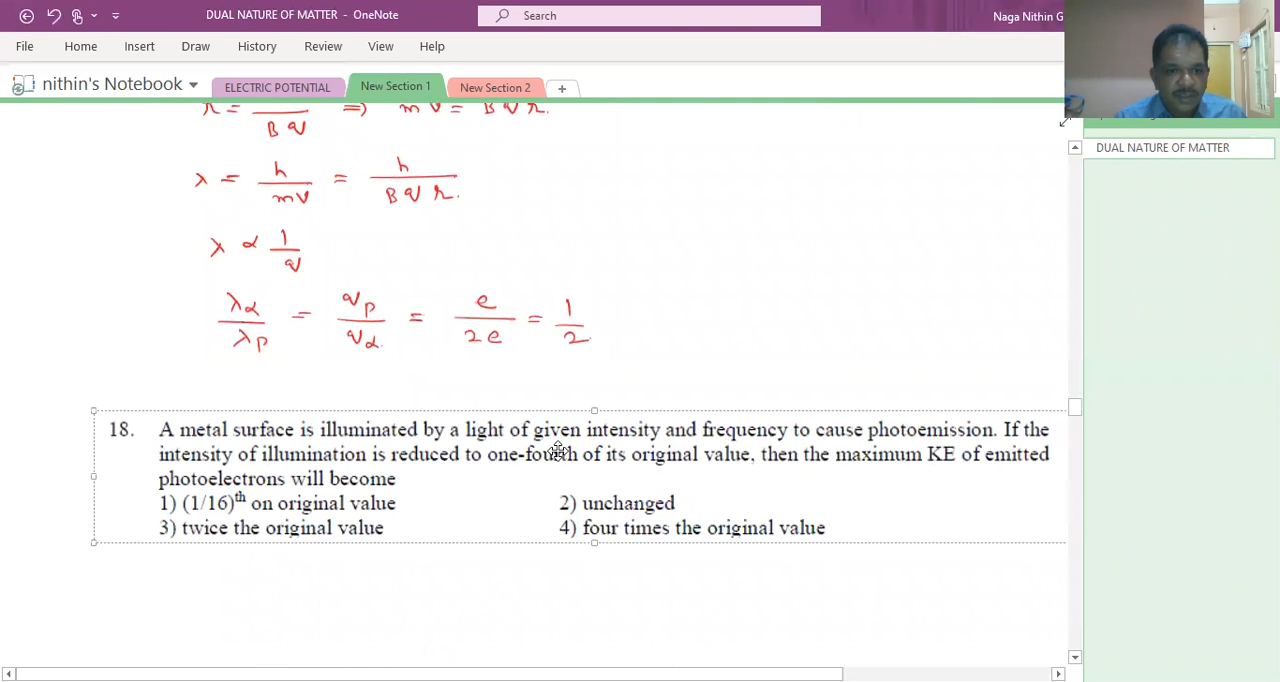 DUAL NATURE OF MATTER - OneNote
Search
Naga Nithin G
File Home Insert Draw History Review View Help
nithin's Notebook
ELECTRIC POTENTIAL
New Section 1
New Section 2
DUAL NATURE OF MATTER
r = / B q ⇒ m v = B q r.
λ = h / mv = h / B q r.
λ ∝ 1 / q
λα / λp = qp / qα = e / 2e = 1 / 2.
18. A metal surface is illuminated by a light of given intensity and frequency to cause photoemission. If the
intensity of illumination is reduced to one-fourth of its original value, then the maximum KE of emitted
photoelectrons will become
1) (1/16)th on original value 2) unchanged
3) twice the original value 4) four times the original value